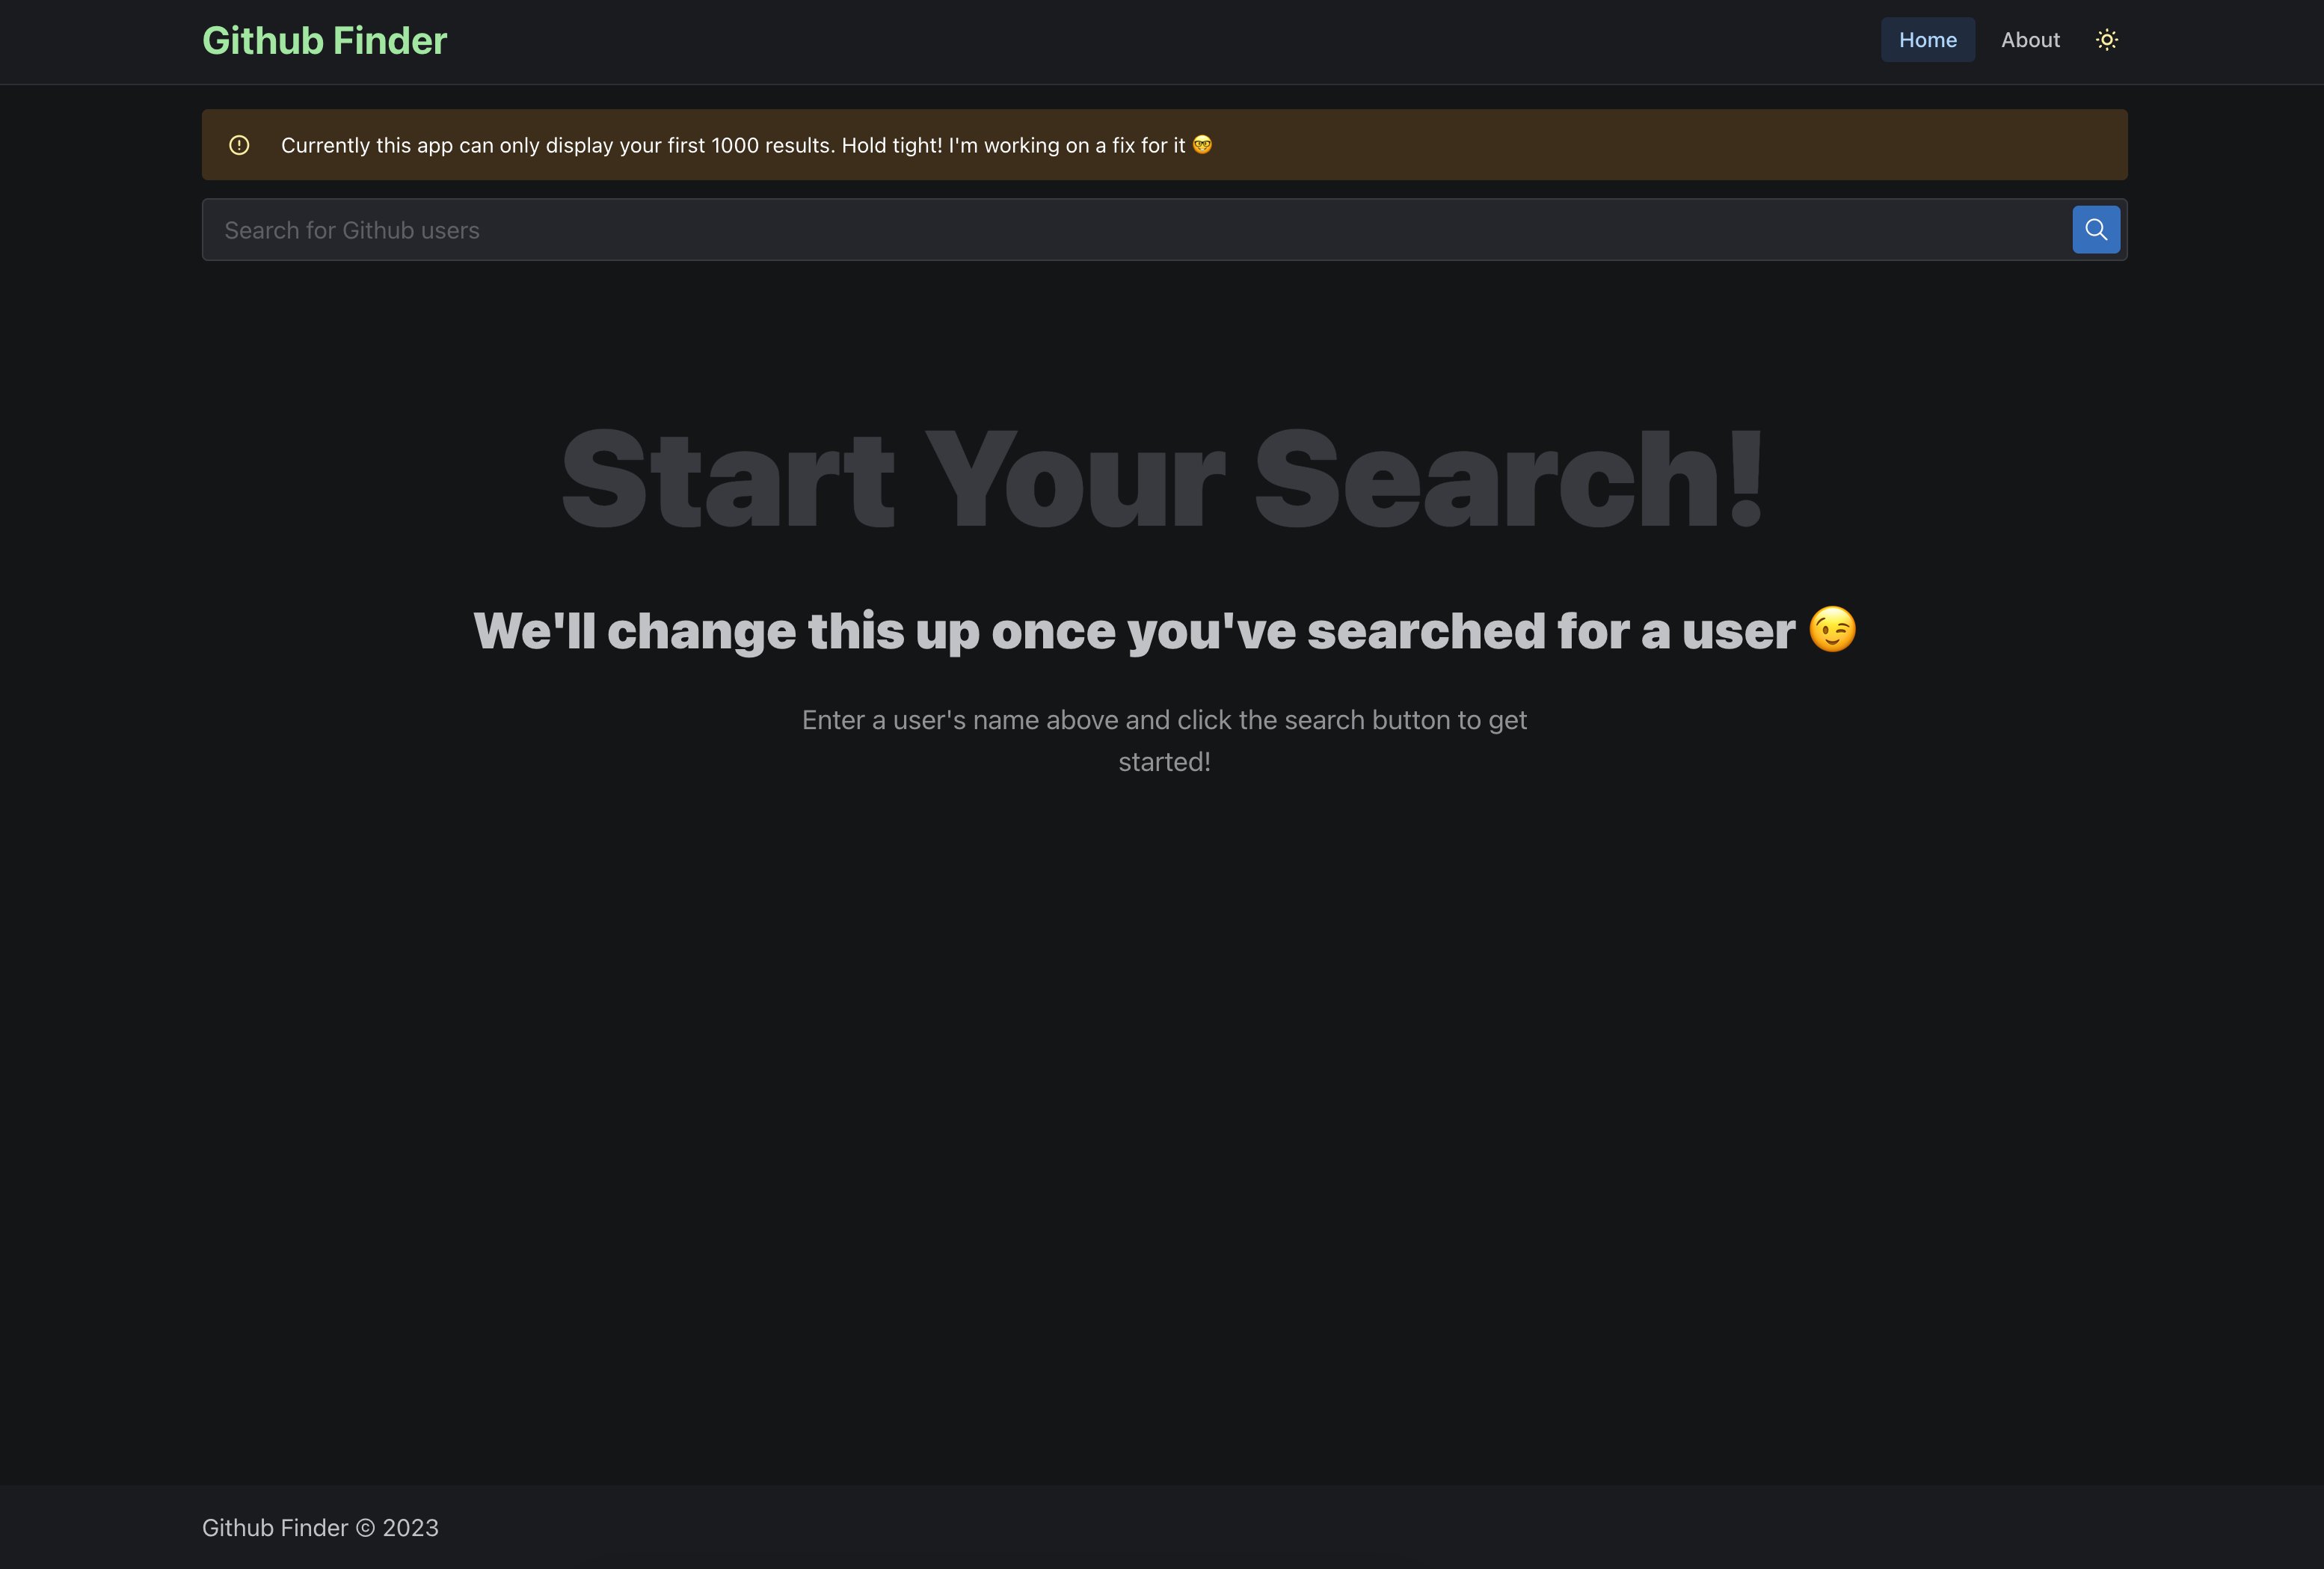 Github Finder
Home
About
Currently this app can only display your first 1000 results. Hold tight! I'm working on a fix for it 🤓
Search for Github users
Start Your Search!
We'll change this up once you've searched for a user 😉
Enter a user's name above and click the search button to get
started!
Github Finder © 2023